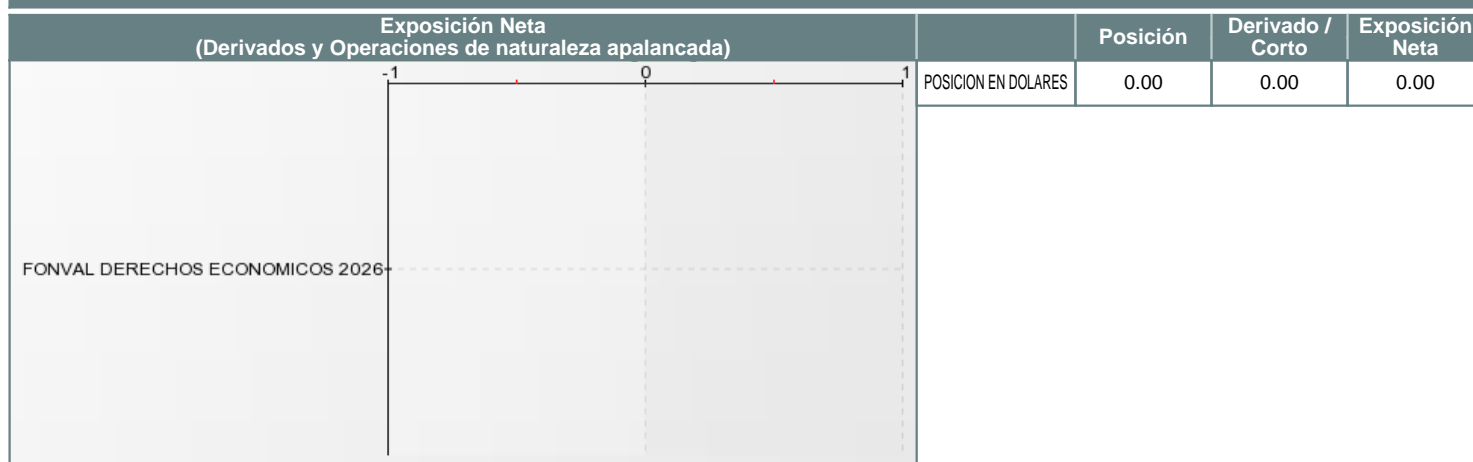 Exposición Neta
(Derivados y Operaciones de naturaleza apalancada)
Posición
Derivado / Corto
Exposición Neta
-1 0 1
POSICION EN DOLARES 0.00 0.00 0.00
FONVAL DERECHOS ECONOMICOS 2026